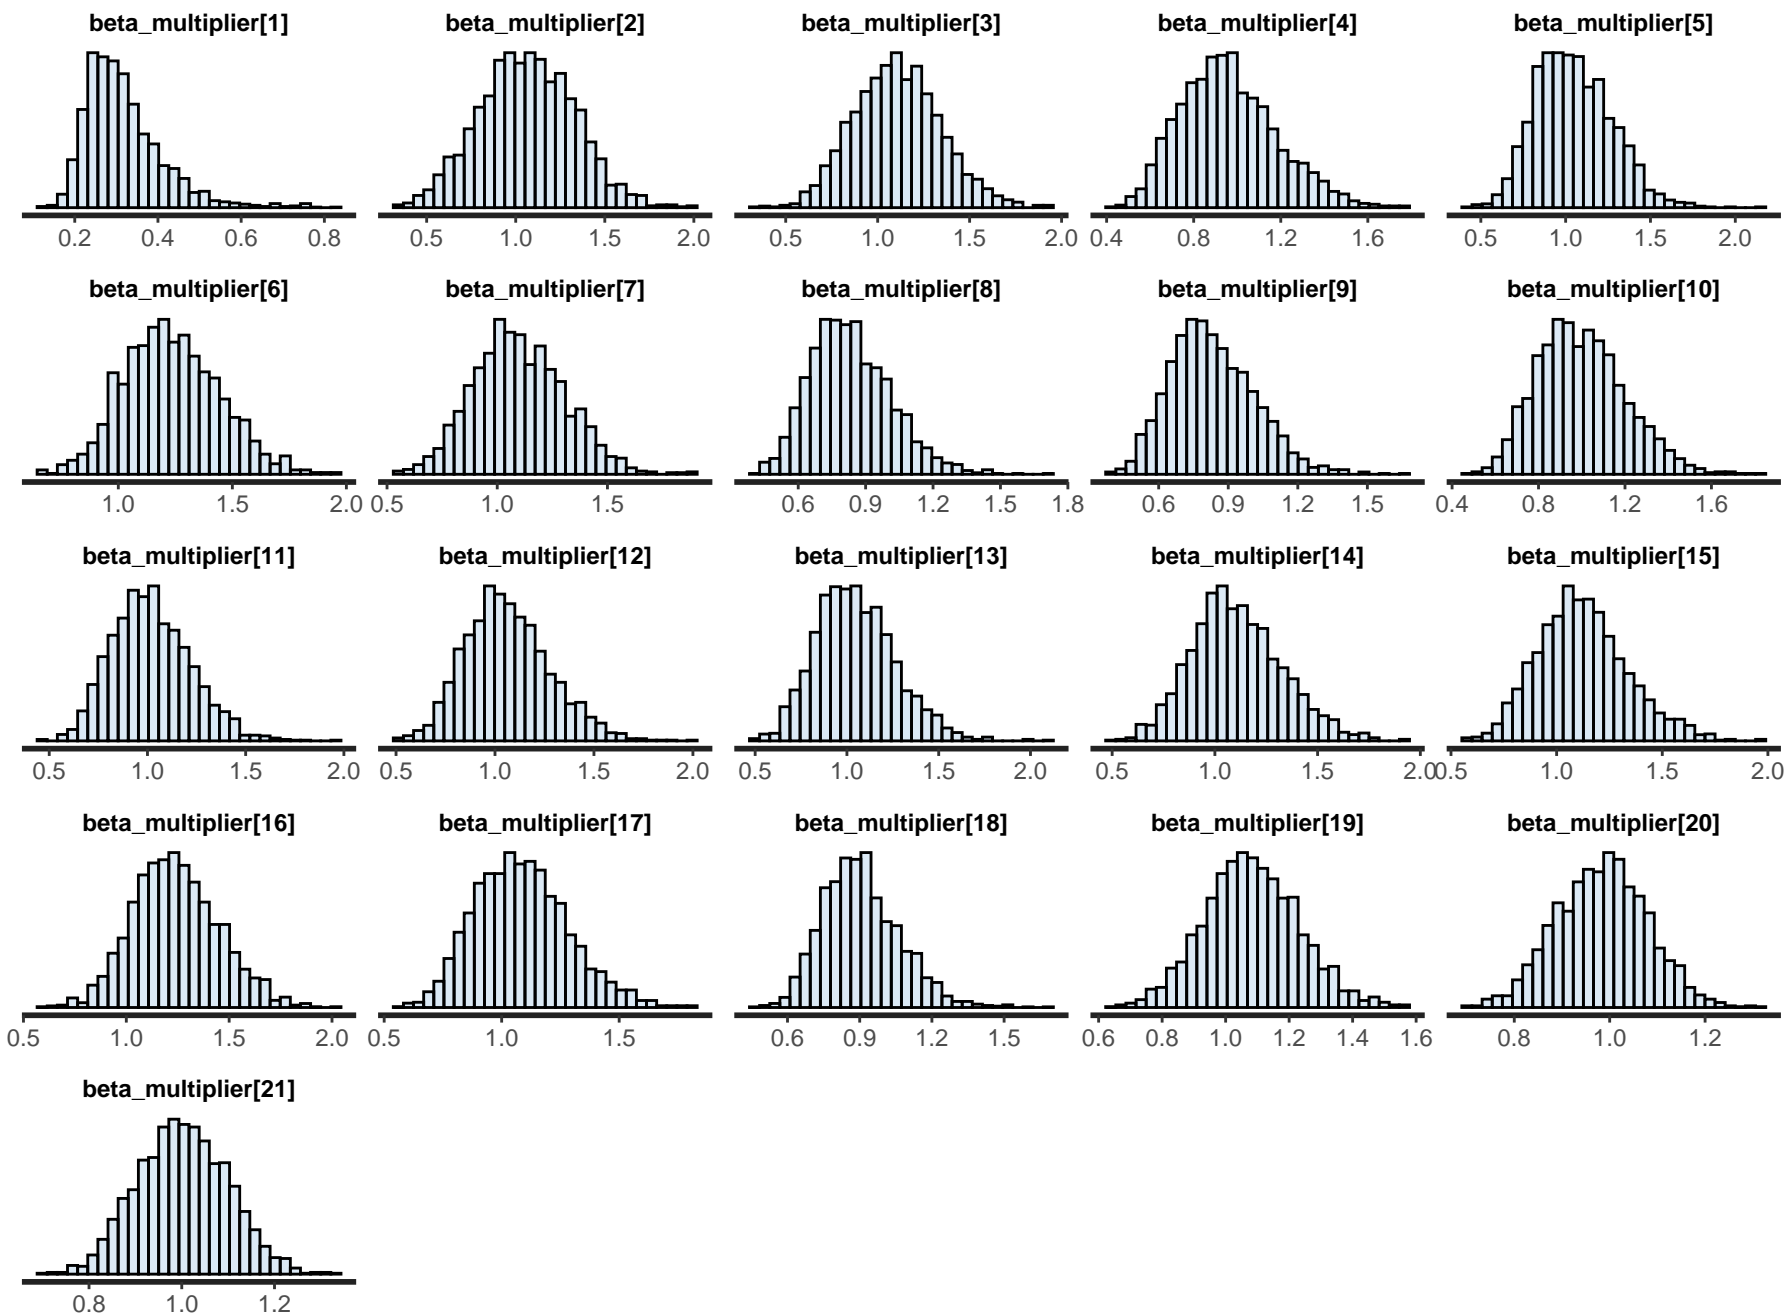 beta_multiplier[1] beta_multiplier[2] beta_multiplier[3] beta_multiplier[4] beta_multiplier[5]
0.2 0.4 0.6 0.8 0.5 1.0 1.5 2.0 0.5 1.0 1.5 2.0 0.4 0.8 1.2 1.6 0.5 1.0 1.5 2.0
beta_multiplier[6] beta_multiplier[7] beta_multiplier[8] beta_multiplier[9] beta_multiplier[10]
1.0 1.5 2.0 0.5 1.0 1.5 0.6 0.9 1.2 1.5 1.8 0.6 0.9 1.2 1.5 0.4 0.8 1.2 1.6
beta_multiplier[11] beta_multiplier[12] beta_multiplier[13] beta_multiplier[14] beta_multiplier[15]
0.5 1.0 1.5 2.0 0.5 1.0 1.5 2.0 0.5 1.0 1.5 2.0 0.5 1.0 1.5 2.0 0.5 1.0 1.5 2.0
beta_multiplier[16] beta_multiplier[17] beta_multiplier[18] beta_multiplier[19] beta_multiplier[20]
0.5 1.0 1.5 2.0 0.5 1.0 1.5 0.6 0.9 1.2 1.5 0.6 0.8 1.0 1.2 1.4 1.6 0.8 1.0 1.2
beta_multiplier[21]
0.8 1.0 1.2